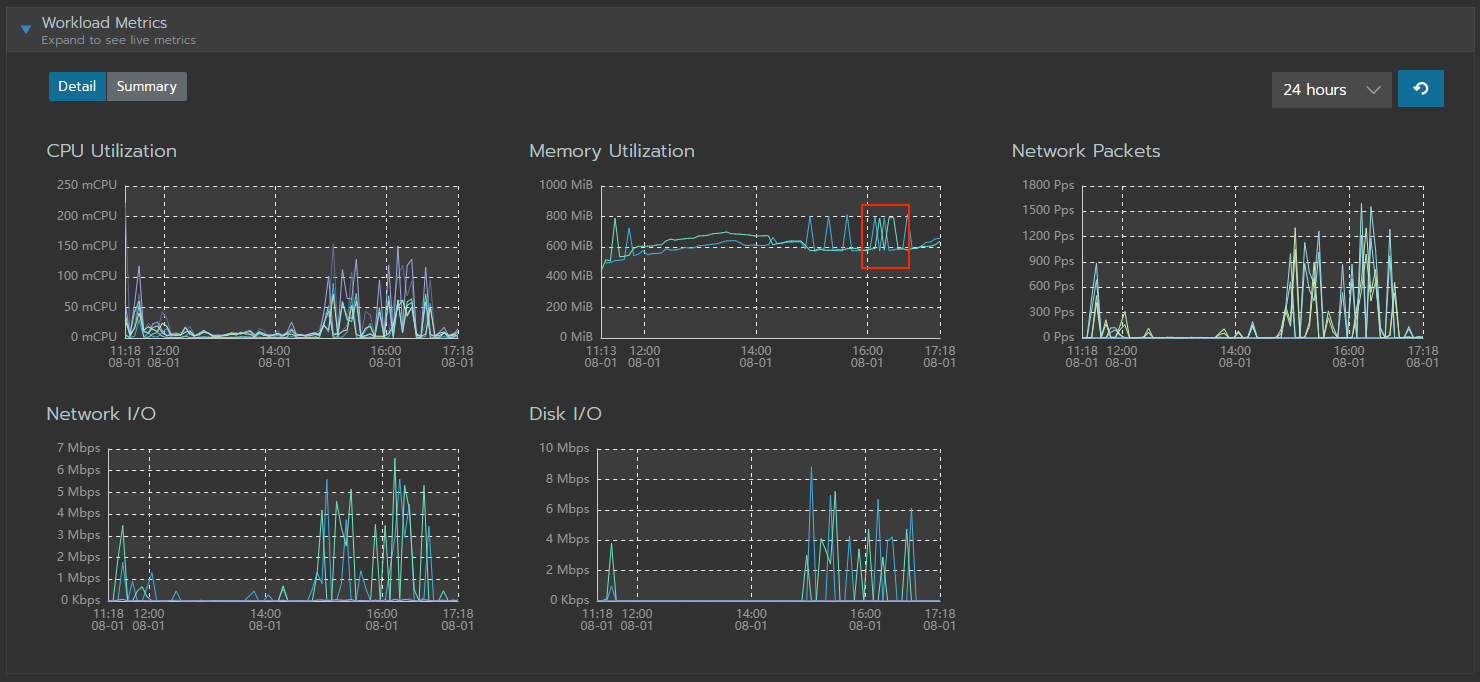 Workload Metrics
Expand to see live metrics
Detail Summary
24 hours
CPU Utilization
250 mCPU
200 mCPU
150 mCPU
100 mCPU
50 mCPU
0 mCPU
11:18 12:00 14:00 16:00 17:18
08-01 08-01 08-01 08-01 08-01
Memory Utilization
1000 MiB
800 MiB
600 MiB
400 MiB
200 MiB
0 MiB
11:13 12:00 14:00 16:00 17:18
08-01 08-01 08-01 08-01 08-01
Network Packets
1800 Pps
1500 Pps
1200 Pps
900 Pps
600 Pps
300 Pps
0 Pps
11:18 12:00 14:00 16:00 17:18
08-01 08-01 08-01 08-01 08-01
Network I/O
7 Mbps
6 Mbps
5 Mbps
4 Mbps
3 Mbps
2 Mbps
1 Mbps
0 Kbps
11:18 12:00 14:00 16:00 17:18
08-01 08-01 08-01 08-01 08-01
Disk I/O
10 Mbps
8 Mbps
6 Mbps
4 Mbps
2 Mbps
0 Kbps
11:18 12:00 14:00 16:00 17:18
08-01 08-01 08-01 08-01 08-01